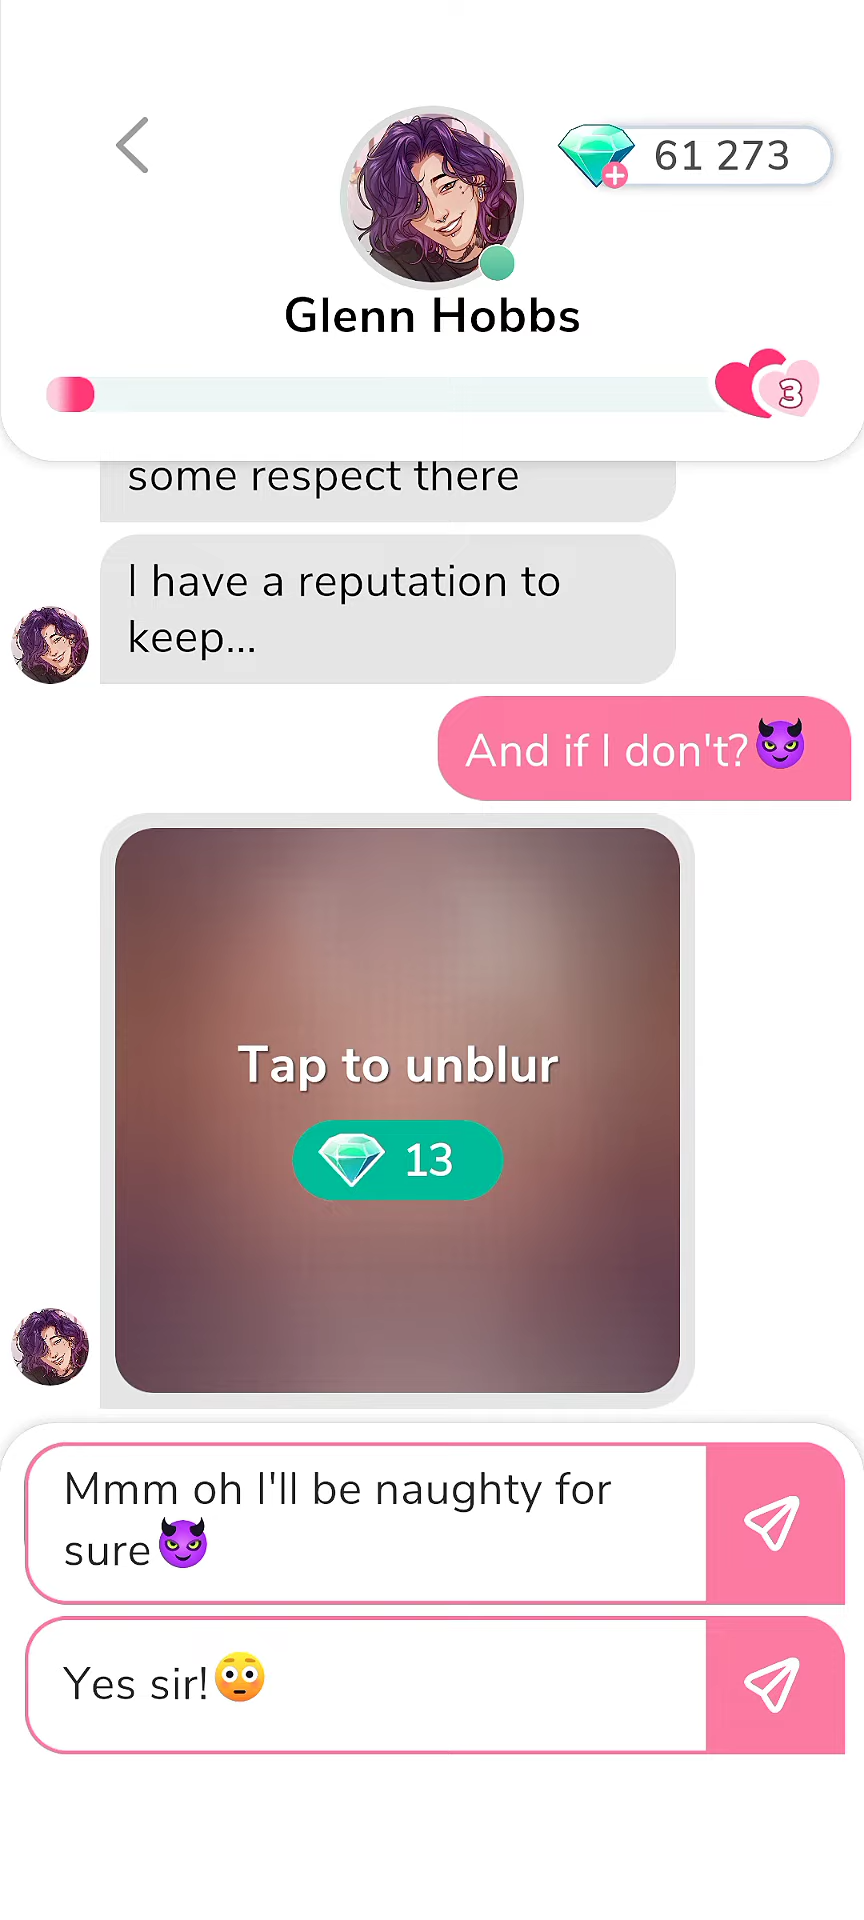 61 273
Glenn Hobbs
3
some respect there
I have a reputation to
keep...
And if I don't?😈
Tap to unblur
13
Mmm oh I'll be naughty for
sure😈
Yes sir!😳